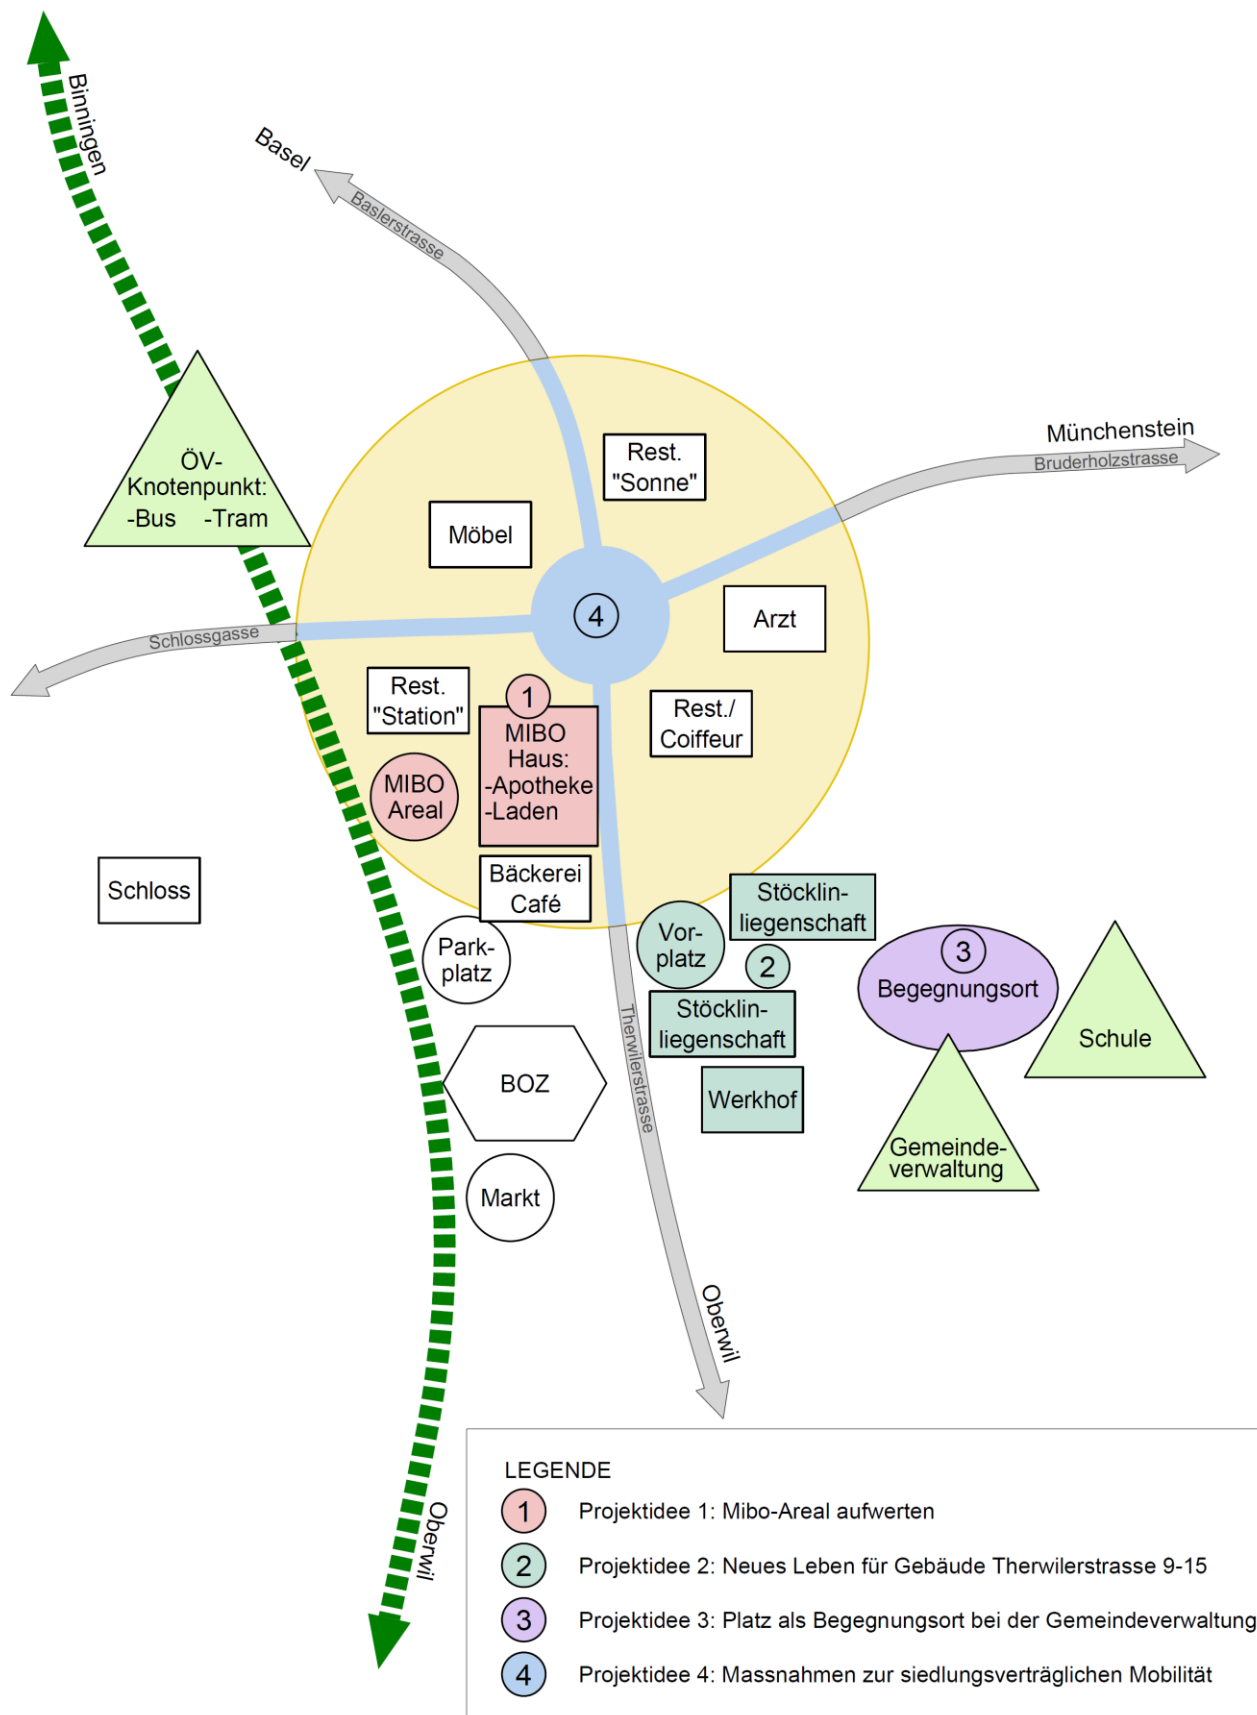 Binningen
Basel
Baslerstrasse
Münchenstein
Bruderholzstrasse
Rest.
"Sonne"
ÖV-
Knotenpunkt:
-Bus -Tram
Möbel
4
Arzt
Schlossgasse
Rest.
"Station"
1
MIBO
Haus:
-Apotheke
-Laden
Rest./
Coiffeur
MIBO
Areal
Schloss
Bäckerei
Café
Stöcklin-
liegenschaft
Park-
platz
Vor-
platz
2
3
Begegnungsort
Stöcklin-
liegenschaft
Schule
Therwilerstrasse
BOZ
Werkhof
Gemeinde-
verwaltung
Markt
Oberwil
Oberwil
LEGENDE
1 Projektidee 1: Mibo-Areal aufwerten
2 Projektidee 2: Neues Leben für Gebäude Therwilerstrasse 9-15
3 Projektidee 3: Platz als Begegnungsort bei der Gemeindeverwaltung
4 Projektidee 4: Massnahmen zur siedlungsverträglichen Mobilität